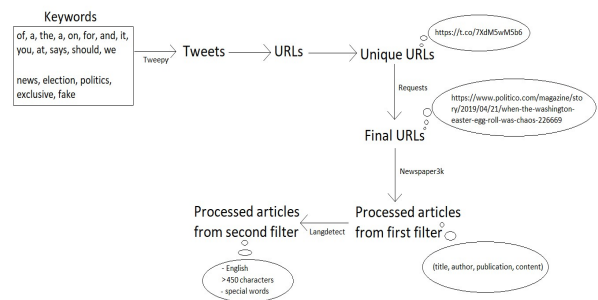 Keywords
of, a, the, a, on, for, and, it,
you, at, says, should, we
news, election, politics,
exclusive, fake
Tweepy
Tweets
URLs
Unique URLs
https://t.co/7XdM5wM5b6
Requests
https://www.politico.com/magazine/sto
ry/2019/04/21/when-the-washington-
easter-egg-roll-was-chaos-226669
Final URLs
Newspaper3k
Processed articles
from first filter
(title, author, publication, content)
Langdetect
Processed articles
from second filter
- English
>450 characters
- special words